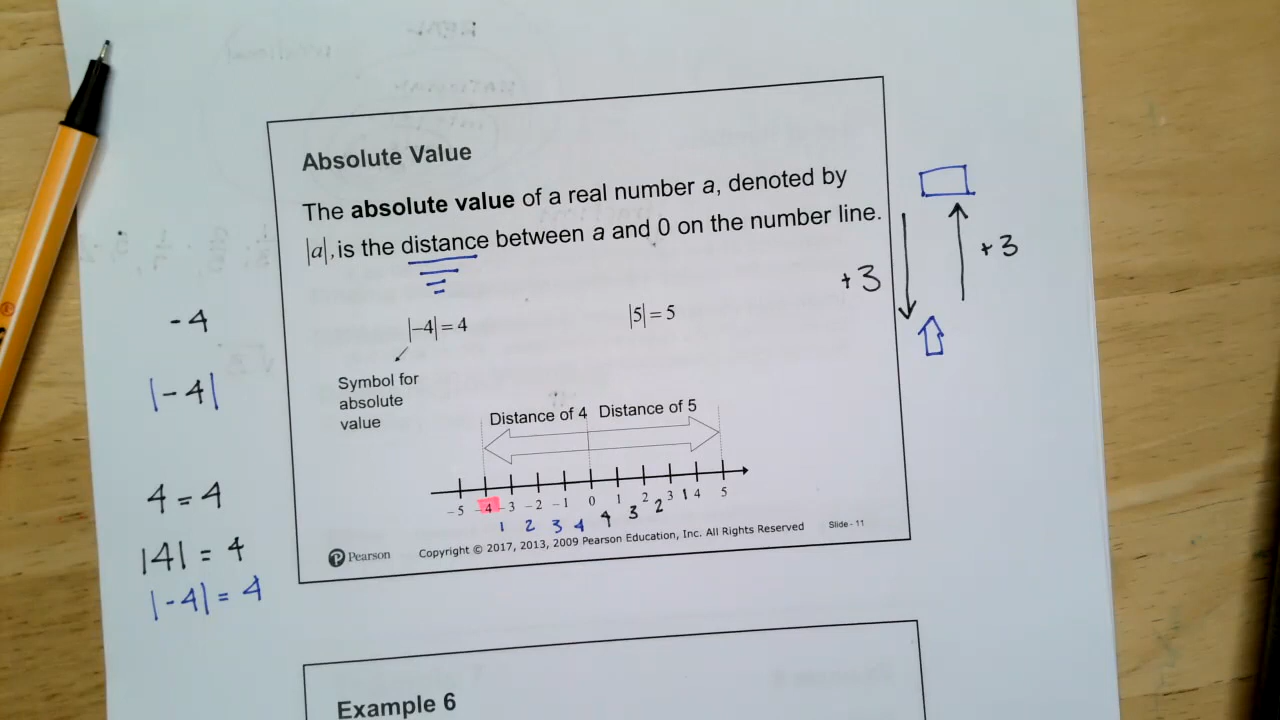 Absolute Value
The absolute value of a real number a, denoted by
|a|, is the distance between a and 0 on the number line.
+3
+3
-4
|-4|
|−4| = 4
|5| = 5
Symbol for
absolute
value
Distance of 4 Distance of 5
−5 −4 −3 −2 −1 0 1 2 3 4 5
1 2 3 4 4 3 2 1
4 = 4
|4| = 4
|-4| = 4
Pearson
Copyright © 2017, 2013, 2009 Pearson Education, Inc. All Rights Reserved
Slide - 11
Example 6